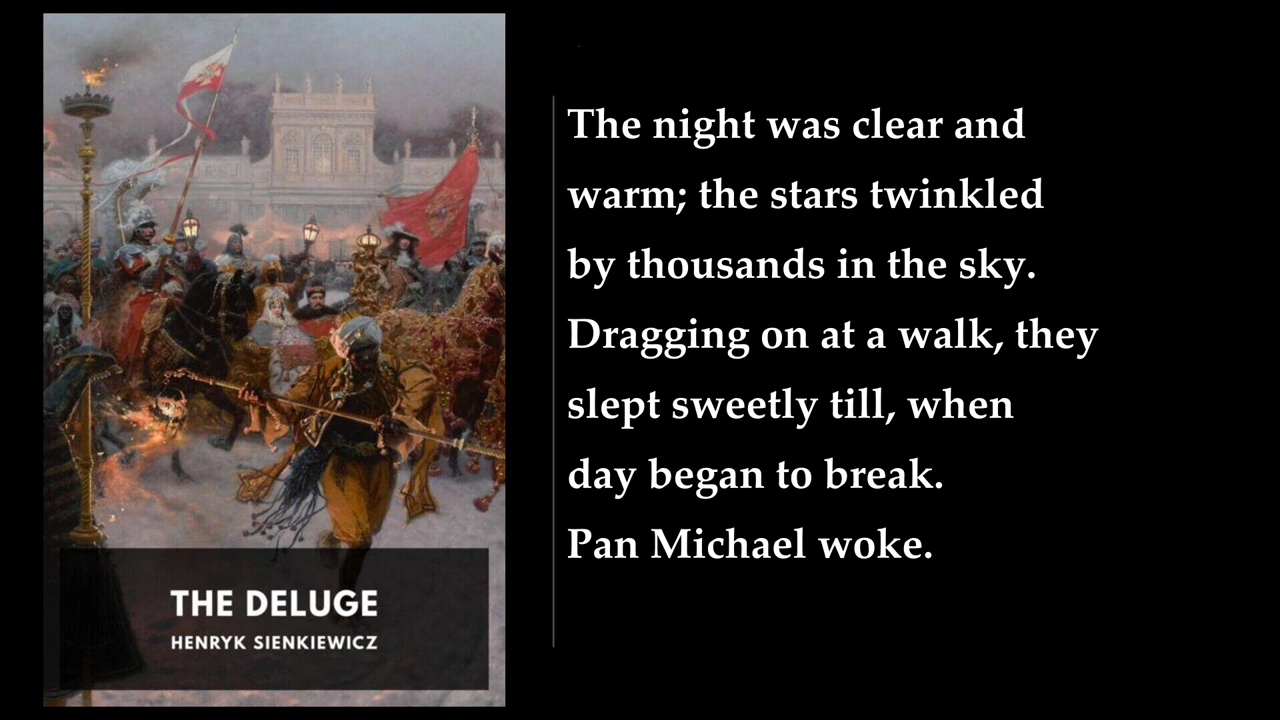 THE DELUGE
HENRYK SIENKIEWICZ
The night was clear and
warm; the stars twinkled
by thousands in the sky.
Dragging on at a walk, they
slept sweetly till, when
day began to break.
Pan Michael woke.